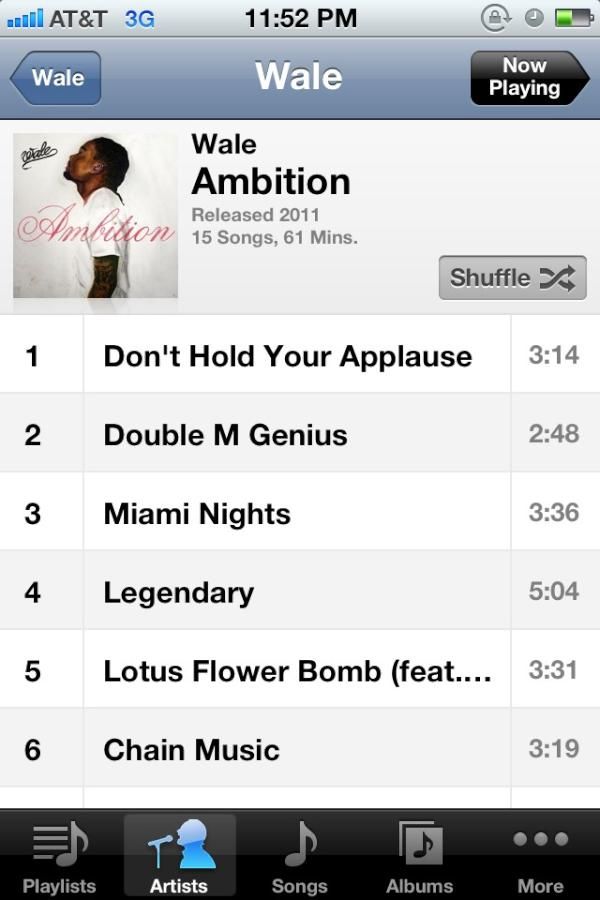 AT&T 3G 11:52 PM
Wale
Wale
Now
Playing
Wale
Ambition
Wale
Ambition
Released 2011
15 Songs, 61 Mins.
Shuffle
1 Don't Hold Your Applause 3:14
2 Double M Genius 2:48
3 Miami Nights 3:36
4 Legendary 5:04
5 Lotus Flower Bomb (feat.... 3:31
6 Chain Music 3:19
Playlists Artists Songs Albums More